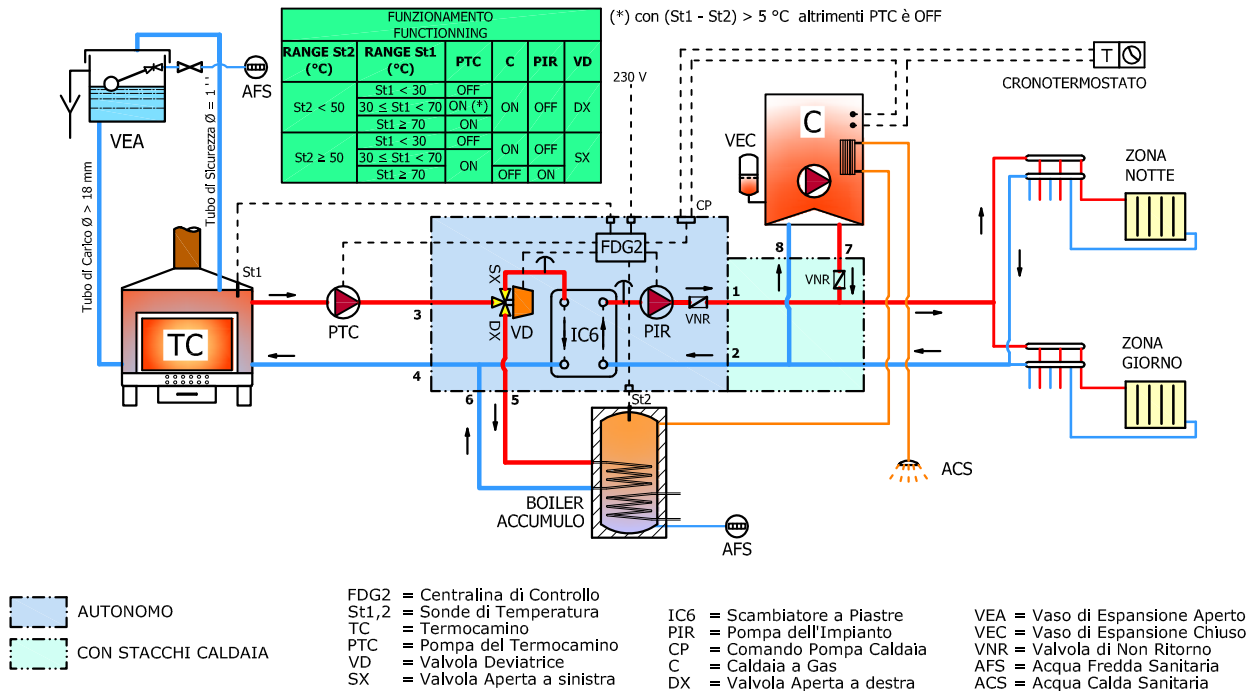 FUNZIONAMENTO
FUNCTIONNING
RANGE St2 (°C) RANGE St1 (°C) PTC C PIR VD
St2 < 50 St1 < 30 OFF ON OFF DX
30 ≤ St1 < 70 ON (*)
St1 ≥ 70 ON
St2 ≥ 50 St1 < 30 OFF ON OFF SX
30 ≤ St1 < 70 ON
St1 ≥ 70 OFF ON
(*) con (St1 - St2) > 5 °C altrimenti PTC è OFF
230 V
T
CRONOTERMOSTATO
AFS
VEA
Tubo di Carico Ø > 18 mm
Tubo di Sicurezza Ø = 1 ''
VEC
C
ZONA
NOTTE
CP
FDG2
8
7
VNR
St1
SX
TC
PTC
3
VD
DX
IC6
PIR
VNR
1
2
4
6
5
St2
ZONA
GIORNO
BOILER
ACCUMULO
ACS
AFS
AUTONOMO
CON STACCHI CALDAIA
FDG2 = Centralina di Controllo
St1,2 = Sonde di Temperatura
TC = Termocamino
PTC = Pompa del Termocamino
VD = Valvola Deviatrice
SX = Valvola Aperta a sinistra
IC6 = Scambiatore a Piastre
PIR = Pompa dell'Impianto
CP = Comando Pompa Caldaia
C = Caldaia a Gas
DX = Valvola Aperta a destra
VEA = Vaso di Espansione Aperto
VEC = Vaso di Espansione Chiuso
VNR = Valvola di Non Ritorno
AFS = Acqua Fredda Sanitaria
ACS = Acqua Calda Sanitaria